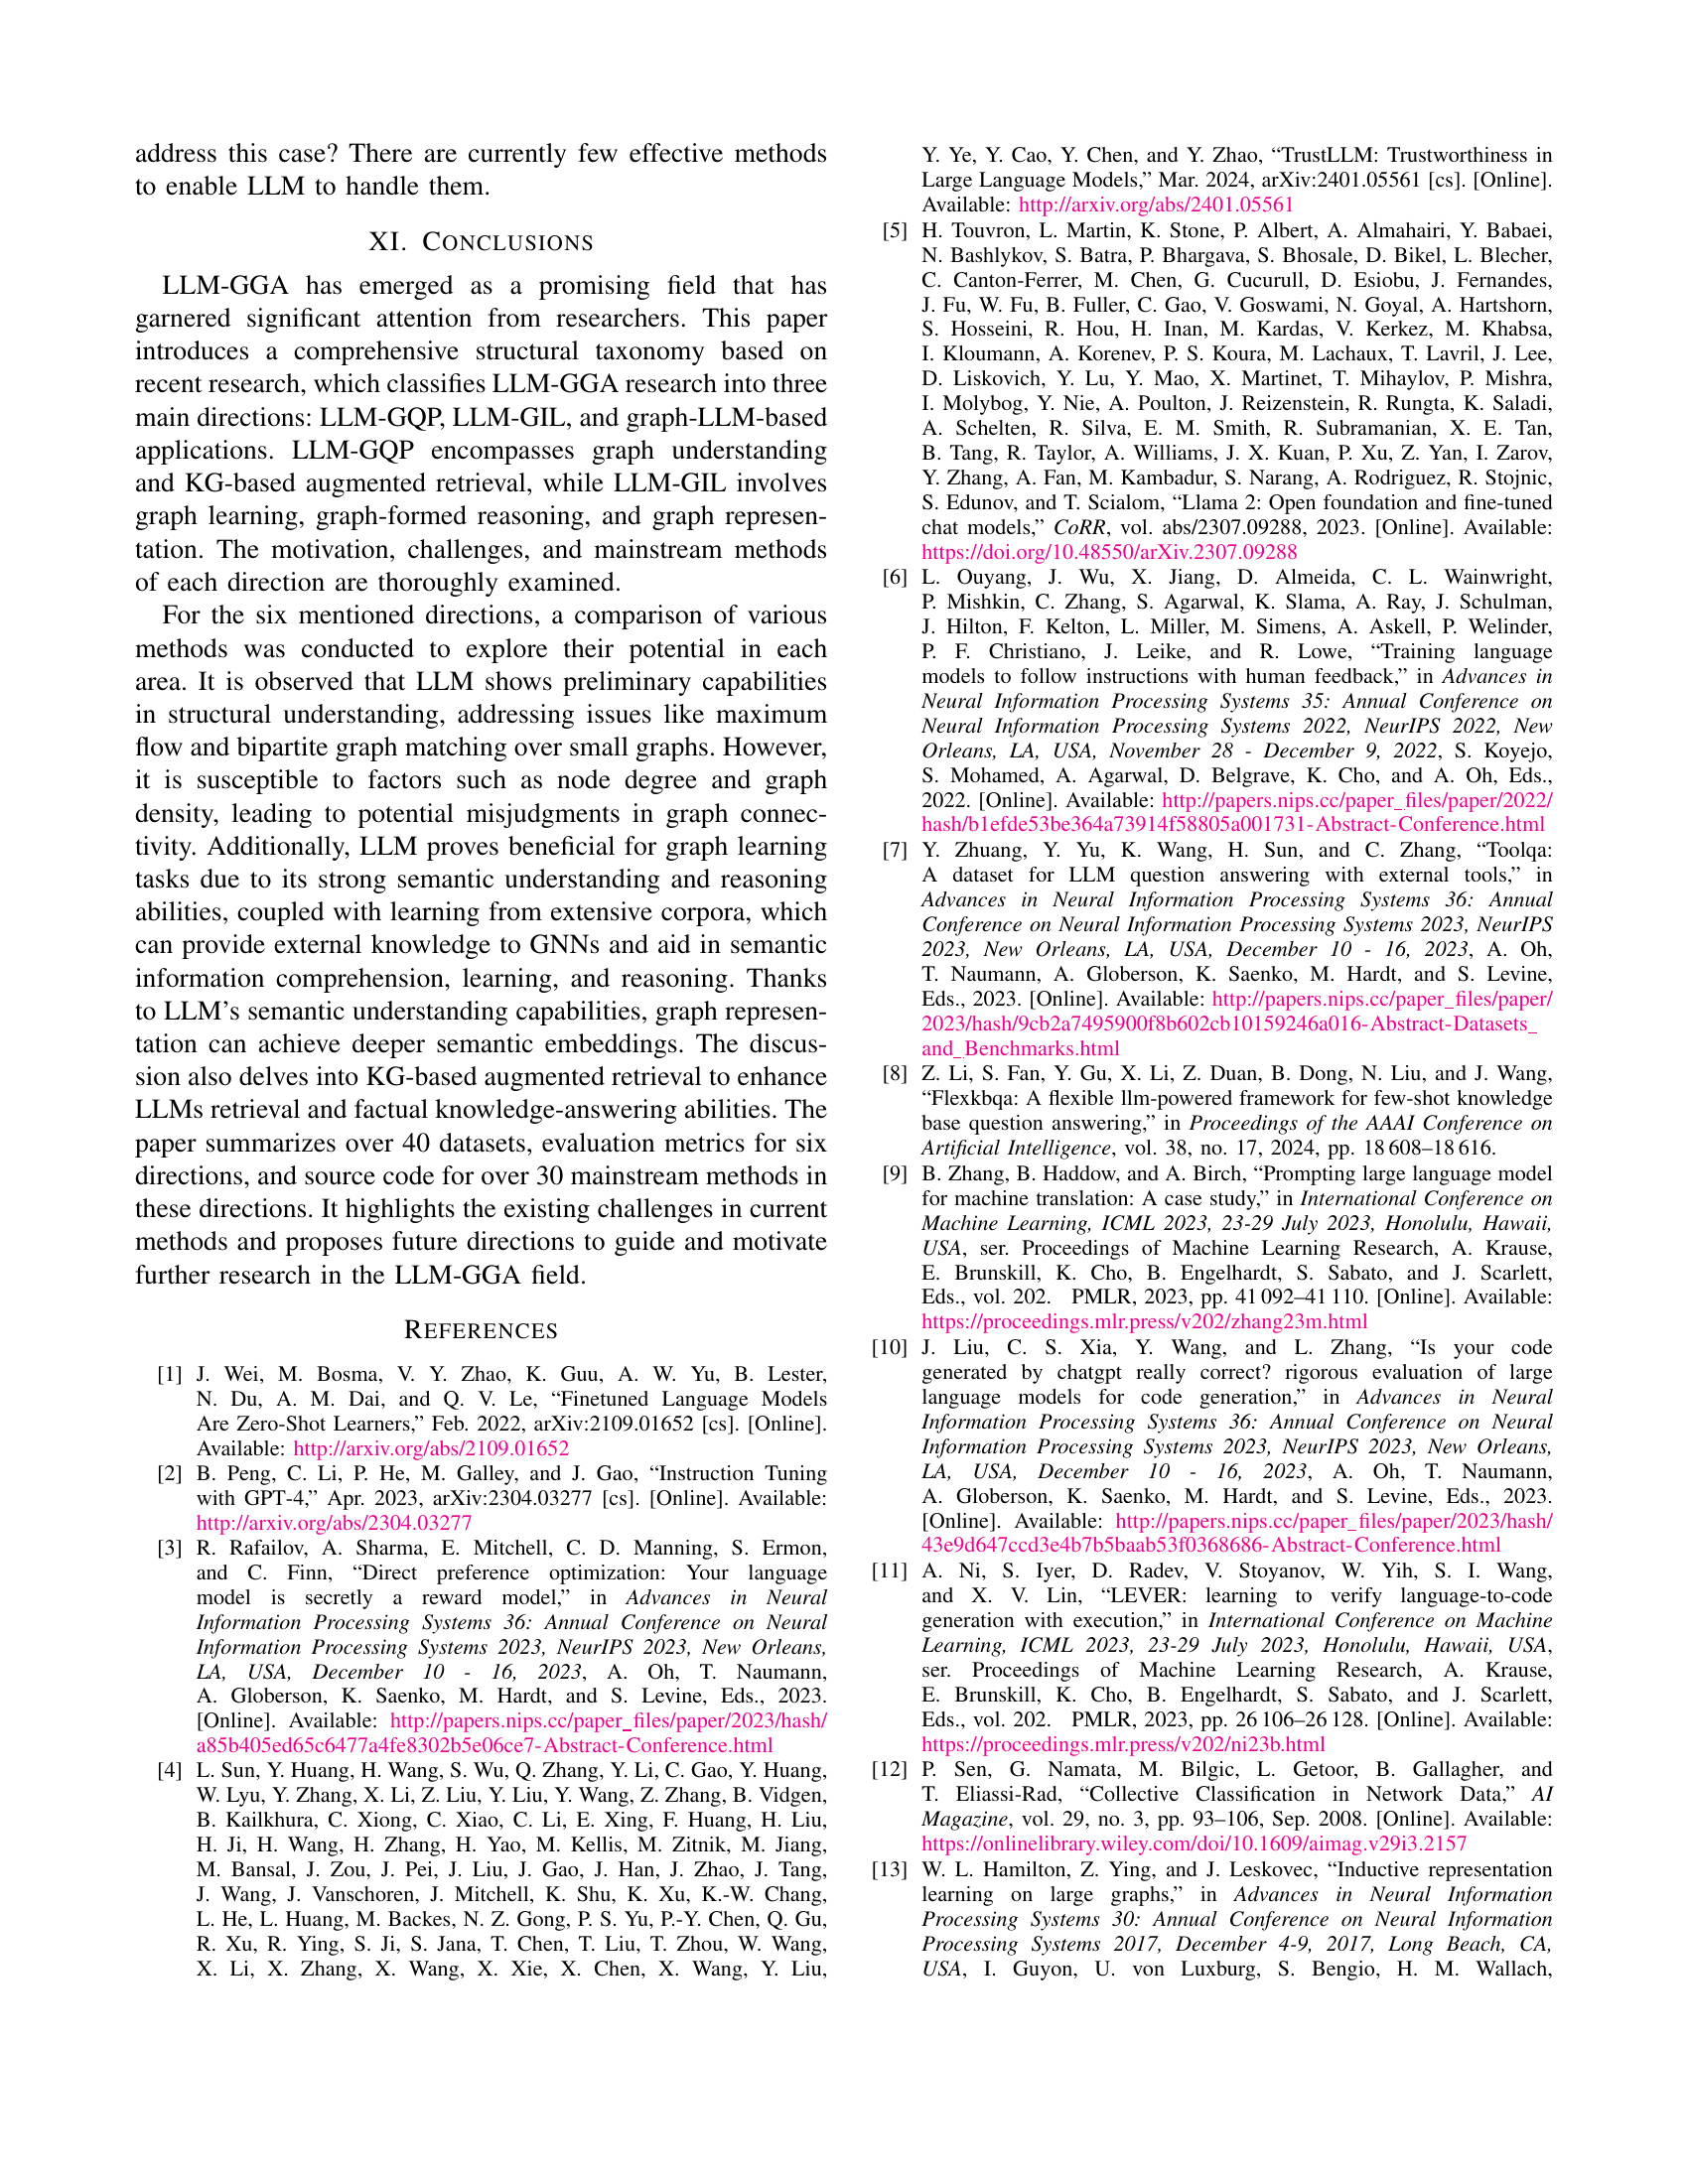 address this case? There are currently few effective methods
to enable LLM to handle them.
XI. CONCLUSIONS
LLM-GGA has emerged as a promising field that has
garnered significant attention from researchers. This paper
introduces a comprehensive structural taxonomy based on
recent research, which classifies LLM-GGA research into three
main directions: LLM-GQP, LLM-GIL, and graph-LLM-based
applications. LLM-GQP encompasses graph understanding
and KG-based augmented retrieval, while LLM-GIL involves
graph learning, graph-formed reasoning, and graph represen-
tation. The motivation, challenges, and mainstream methods
of each direction are thoroughly examined.
For the six mentioned directions, a comparison of various
methods was conducted to explore their potential in each
area. It is observed that LLM shows preliminary capabilities
in structural understanding, addressing issues like maximum
flow and bipartite graph matching over small graphs. However,
it is susceptible to factors such as node degree and graph
density, leading to potential misjudgments in graph connec-
tivity. Additionally, LLM proves beneficial for graph learning
tasks due to its strong semantic understanding and reasoning
abilities, coupled with learning from extensive corpora, which
can provide external knowledge to GNNs and aid in semantic
information comprehension, learning, and reasoning. Thanks
to LLM's semantic understanding capabilities, graph represen-
tation can achieve deeper semantic embeddings. The discus-
sion also delves into KG-based augmented retrieval to enhance
LLMs retrieval and factual knowledge-answering abilities. The
paper summarizes over 40 datasets, evaluation metrics for six
directions, and source code for over 30 mainstream methods in
these directions. It highlights the existing challenges in current
methods and proposes future directions to guide and motivate
further research in the LLM-GGA field.
REFERENCES
[1] J. Wei, M. Bosma, V. Y. Zhao, K. Guu, A. W. Yu, B. Lester,
N. Du, A. M. Dai, and Q. V. Le, “Finetuned Language Models
Are Zero-Shot Learners,” Feb. 2022, arXiv:2109.01652 [cs]. [Online].
Available: http://arxiv.org/abs/2109.01652
[2] B. Peng, C. Li, P. He, M. Galley, and J. Gao, “Instruction Tuning
with GPT-4,” Apr. 2023, arXiv:2304.03277 [cs]. [Online]. Available:
http://arxiv.org/abs/2304.03277
[3] R. Rafailov, A. Sharma, E. Mitchell, C. D. Manning, S. Ermon,
and C. Finn, “Direct preference optimization: Your language
model is secretly a reward model,” in Advances in Neural
Information Processing Systems 36: Annual Conference on Neural
Information Processing Systems 2023, NeurIPS 2023, New Orleans,
LA, USA, December 10 - 16, 2023, A. Oh, T. Naumann,
A. Globerson, K. Saenko, M. Hardt, and S. Levine, Eds., 2023.
[Online]. Available: http://papers.nips.cc/paper_files/paper/2023/hash/
a85b405ed65c6477a4fe8302b5e06ce7-Abstract-Conference.html
[4] L. Sun, Y. Huang, H. Wang, S. Wu, Q. Zhang, Y. Li, C. Gao, Y. Huang,
W. Lyu, Y. Zhang, X. Li, Z. Liu, Y. Liu, Y. Wang, Z. Zhang, B. Vidgen,
B. Kailkhura, C. Xiong, C. Xiao, C. Li, E. Xing, F. Huang, H. Liu,
H. Ji, H. Wang, H. Zhang, H. Yao, M. Kellis, M. Zitnik, M. Jiang,
M. Bansal, J. Zou, J. Pei, J. Liu, J. Gao, J. Han, J. Zhao, J. Tang,
J. Wang, J. Vanschoren, J. Mitchell, K. Shu, K. Xu, K.-W. Chang,
L. He, L. Huang, M. Backes, N. Z. Gong, P. S. Yu, P.-Y. Chen, Q. Gu,
R. Xu, R. Ying, S. Ji, S. Jana, T. Chen, T. Liu, T. Zhou, W. Wang,
X. Li, X. Zhang, X. Wang, X. Xie, X. Chen, X. Wang, Y. Liu,
Y. Ye, Y. Cao, Y. Chen, and Y. Zhao, “TrustLLM: Trustworthiness in
Large Language Models,” Mar. 2024, arXiv:2401.05561 [cs]. [Online].
Available: http://arxiv.org/abs/2401.05561
[5] H. Touvron, L. Martin, K. Stone, P. Albert, A. Almahairi, Y. Babaei,
N. Bashlykov, S. Batra, P. Bhargava, S. Bhosale, D. Bikel, L. Blecher,
C. Canton-Ferrer, M. Chen, G. Cucurull, D. Esiobu, J. Fernandes,
J. Fu, W. Fu, B. Fuller, C. Gao, V. Goswami, N. Goyal, A. Hartshorn,
S. Hosseini, R. Hou, H. Inan, M. Kardas, V. Kerkez, M. Khabsa,
I. Kloumann, A. Korenev, P. S. Koura, M. Lachaux, T. Lavril, J. Lee,
D. Liskovich, Y. Lu, Y. Mao, X. Martinet, T. Mihaylov, P. Mishra,
I. Molybog, Y. Nie, A. Poulton, J. Reizenstein, R. Rungta, K. Saladi,
A. Schelten, R. Silva, E. M. Smith, R. Subramanian, X. E. Tan,
B. Tang, R. Taylor, A. Williams, J. X. Kuan, P. Xu, Z. Yan, I. Zarov,
Y. Zhang, A. Fan, M. Kambadur, S. Narang, A. Rodriguez, R. Stojnic,
S. Edunov, and T. Scialom, “Llama 2: Open foundation and fine-tuned
chat models,” CoRR, vol. abs/2307.09288, 2023. [Online]. Available:
https://doi.org/10.48550/arXiv.2307.09288
[6] L. Ouyang, J. Wu, X. Jiang, D. Almeida, C. L. Wainwright,
P. Mishkin, C. Zhang, S. Agarwal, K. Slama, A. Ray, J. Schulman,
J. Hilton, F. Kelton, L. Miller, M. Simens, A. Askell, P. Welinder,
P. F. Christiano, J. Leike, and R. Lowe, “Training language
models to follow instructions with human feedback,” in Advances in
Neural Information Processing Systems 35: Annual Conference on
Neural Information Processing Systems 2022, NeurIPS 2022, New
Orleans, LA, USA, November 28 - December 9, 2022, S. Koyejo,
S. Mohamed, A. Agarwal, D. Belgrave, K. Cho, and A. Oh, Eds.,
2022. [Online]. Available: http://papers.nips.cc/paper_files/paper/2022/
hash/b1efde53be364a73914f58805a001731-Abstract-Conference.html
[7] Y. Zhuang, Y. Yu, K. Wang, H. Sun, and C. Zhang, “Toolqa:
A dataset for LLM question answering with external tools,” in
Advances in Neural Information Processing Systems 36: Annual
Conference on Neural Information Processing Systems 2023, NeurIPS
2023, New Orleans, LA, USA, December 10 - 16, 2023, A. Oh,
T. Naumann, A. Globerson, K. Saenko, M. Hardt, and S. Levine,
Eds., 2023. [Online]. Available: http://papers.nips.cc/paper_files/paper/
2023/hash/9cb2a7495900f8b602cb10159246a016-Abstract-Datasets_
and_Benchmarks.html
[8] Z. Li, S. Fan, Y. Gu, X. Li, Z. Duan, B. Dong, N. Liu, and J. Wang,
“Flexkbqa: A flexible llm-powered framework for few-shot knowledge
base question answering,” in Proceedings of the AAAI Conference on
Artificial Intelligence, vol. 38, no. 17, 2024, pp. 18 608–18 616.
[9] B. Zhang, B. Haddow, and A. Birch, “Prompting large language model
for machine translation: A case study,” in International Conference on
Machine Learning, ICML 2023, 23-29 July 2023, Honolulu, Hawaii,
USA, ser. Proceedings of Machine Learning Research, A. Krause,
E. Brunskill, K. Cho, B. Engelhardt, S. Sabato, and J. Scarlett,
Eds., vol. 202. PMLR, 2023, pp. 41 092–41 110. [Online]. Available:
https://proceedings.mlr.press/v202/zhang23m.html
[10] J. Liu, C. S. Xia, Y. Wang, and L. Zhang, “Is your code
generated by chatgpt really correct? rigorous evaluation of large
language models for code generation,” in Advances in Neural
Information Processing Systems 36: Annual Conference on Neural
Information Processing Systems 2023, NeurIPS 2023, New Orleans,
LA, USA, December 10 - 16, 2023, A. Oh, T. Naumann,
A. Globerson, K. Saenko, M. Hardt, and S. Levine, Eds., 2023.
[Online]. Available: http://papers.nips.cc/paper_files/paper/2023/hash/
43e9d647ccd3e4b7b5baab53f0368686-Abstract-Conference.html
[11] A. Ni, S. Iyer, D. Radev, V. Stoyanov, W. Yih, S. I. Wang,
and X. V. Lin, “LEVER: learning to verify language-to-code
generation with execution,” in International Conference on Machine
Learning, ICML 2023, 23-29 July 2023, Honolulu, Hawaii, USA,
ser. Proceedings of Machine Learning Research, A. Krause,
E. Brunskill, K. Cho, B. Engelhardt, S. Sabato, and J. Scarlett,
Eds., vol. 202. PMLR, 2023, pp. 26 106–26 128. [Online]. Available:
https://proceedings.mlr.press/v202/ni23b.html
[12] P. Sen, G. Namata, M. Bilgic, L. Getoor, B. Gallagher, and
T. Eliassi-Rad, “Collective Classification in Network Data,” AI
Magazine, vol. 29, no. 3, pp. 93–106, Sep. 2008. [Online]. Available:
https://onlinelibrary.wiley.com/doi/10.1609/aimag.v29i3.2157
[13] W. L. Hamilton, Z. Ying, and J. Leskovec, “Inductive representation
learning on large graphs,” in Advances in Neural Information
Processing Systems 30: Annual Conference on Neural Information
Processing Systems 2017, December 4-9, 2017, Long Beach, CA,
USA, I. Guyon, U. von Luxburg, S. Bengio, H. M. Wallach,